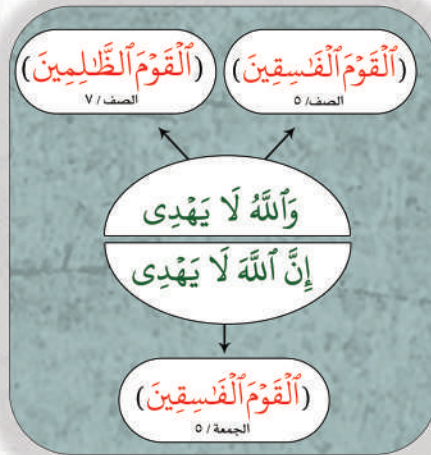 (ٱلْقَوْمَ ٱلْفَـٰسِقِينَ)
الصف / ٥
(ٱلْقَوْمَ ٱلظَّـٰلِمِينَ)
الصف / ٧
وَٱللَّهُ لَا يَهْدِى
إِنَّ ٱللَّهَ لَا يَهْدِى
(ٱلْقَوْمَ ٱلْفَـٰسِقِينَ)
الجمعة / ٥